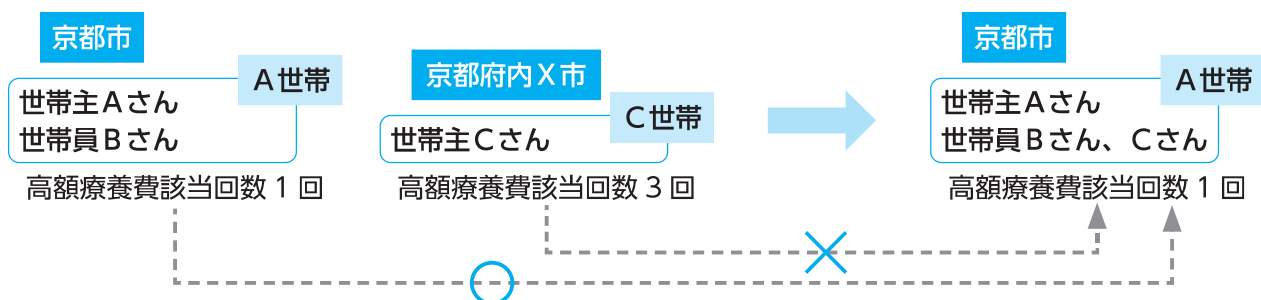 京都市
A世帯
世帯主Aさん
世帯員Bさん
高額療養費該当回数1回
京都府内X市
C世帯
世帯主Cさん
高額療養費該当回数3回
京都市
A世帯
世帯主Aさん
世帯員Bさん、Cさん
高額療養費該当回数1回